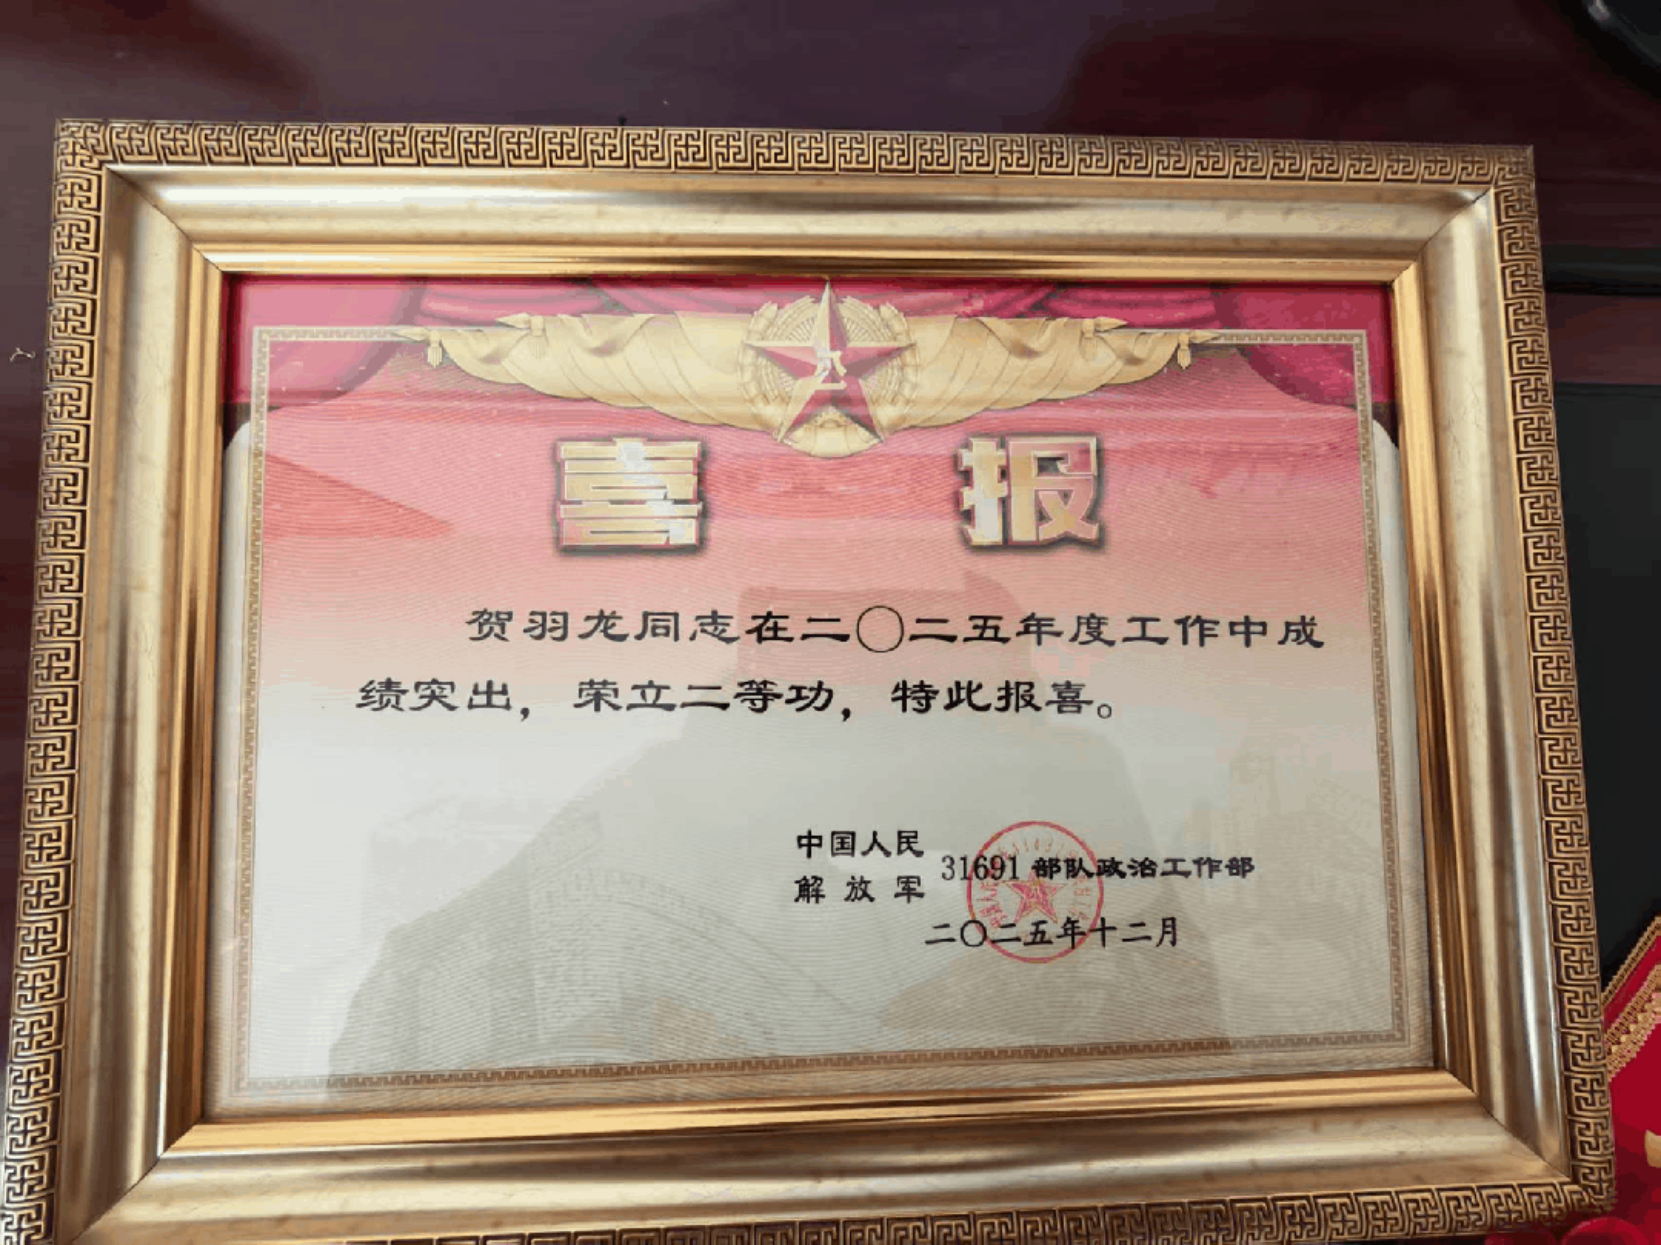 喜报
贺羽龙同志在二〇二五年度工作中成
绩突出，荣立二等功，特此报喜。
中国人民
解放军 31691 部队政治工作部
二〇二五年十二月